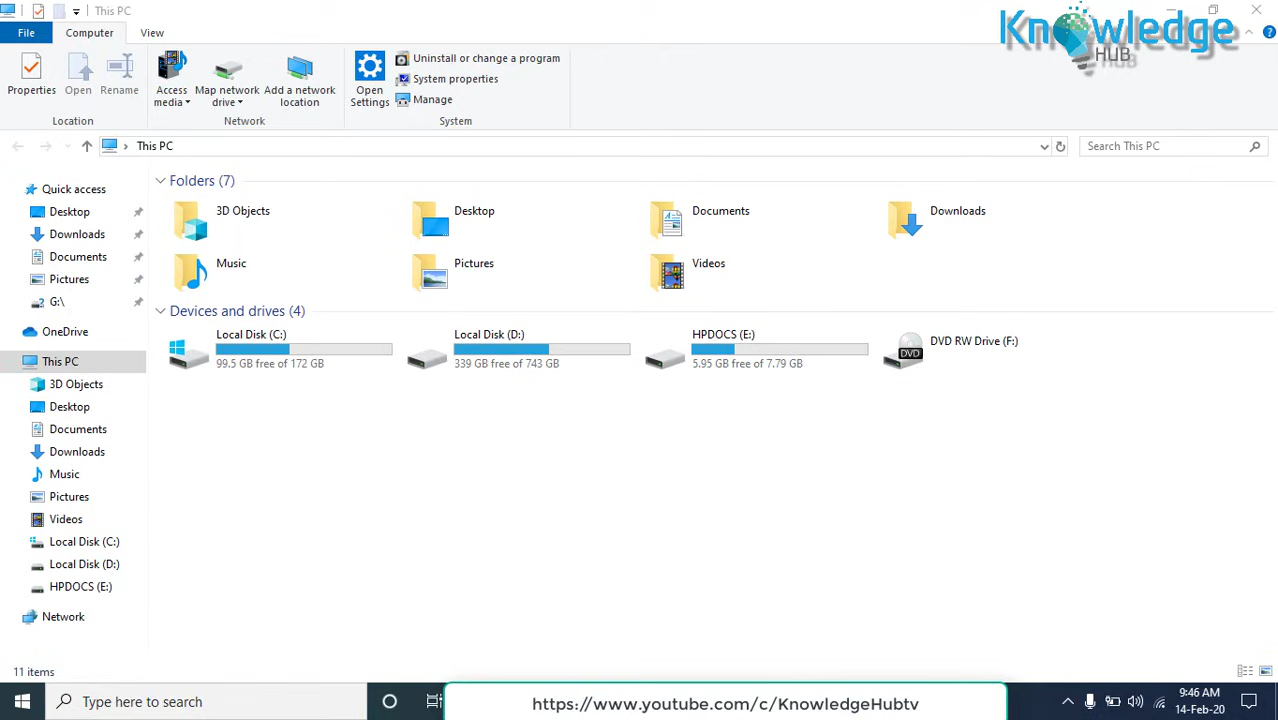 This PC
Knowledge
HUB
File
Computer
View
Properties
Open
Rename
Access media
Map network drive
Add a network location
Open Settings
Uninstall or change a program
System properties
Manage
Location
Network
System
This PC
Search This PC
Quick access
Desktop
Downloads
Documents
Pictures
G:\
OneDrive
This PC
3D Objects
Desktop
Documents
Downloads
Music
Pictures
Videos
Local Disk (C:)
Local Disk (D:)
HPDOCS (E:)
Network
Folders (7)
3D Objects
Desktop
Documents
Downloads
Music
Pictures
Videos
Devices and drives (4)
Local Disk (C:)
99.5 GB free of 172 GB
Local Disk (D:)
339 GB free of 743 GB
HPDOCS (E:)
5.95 GB free of 7.79 GB
DVD
DVD RW Drive (F:)
11 items
Type here to search
https://www.youtube.com/c/KnowledgeHubtv
9:46 AM
14-Feb-20